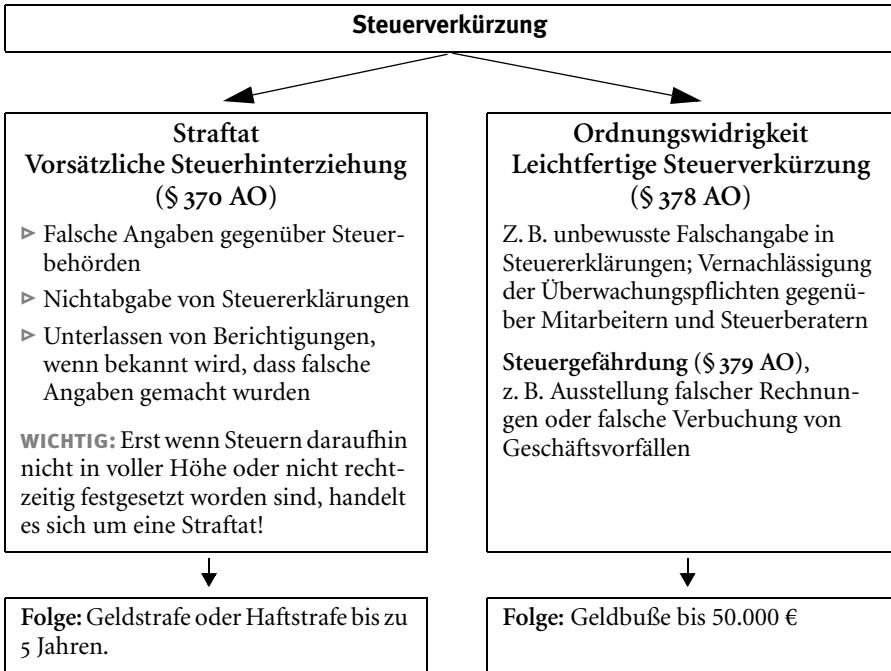 Steuerverkürzung
Straftat
Vorsätzliche Steuerhinterziehung
(§ 370 AO)
▹ Falsche Angaben gegenüber Steuer-
behörden
▹ Nichtabgabe von Steuererklärungen
▹ Unterlassen von Berichtigungen,
wenn bekannt wird, dass falsche
Angaben gemacht wurden
WICHTIG: Erst wenn Steuern daraufhin
nicht in voller Höhe oder nicht recht-
zeitig festgesetzt worden sind, handelt
es sich um eine Straftat!
Folge: Geldstrafe oder Haftstrafe bis zu
5 Jahren.
Ordnungswidrigkeit
Leichtfertige Steuerverkürzung
(§ 378 AO)
Z. B. unbewusste Falschangabe in
Steuererklärungen; Vernachlässigung
der Überwachungspflichten gegenü-
ber Mitarbeitern und Steuerberatern
Steuergefährdung (§ 379 AO),
z. B. Ausstellung falscher Rechnun-
gen oder falsche Verbuchung von
Geschäftsvorfällen
Folge: Geldbuße bis 50.000 €